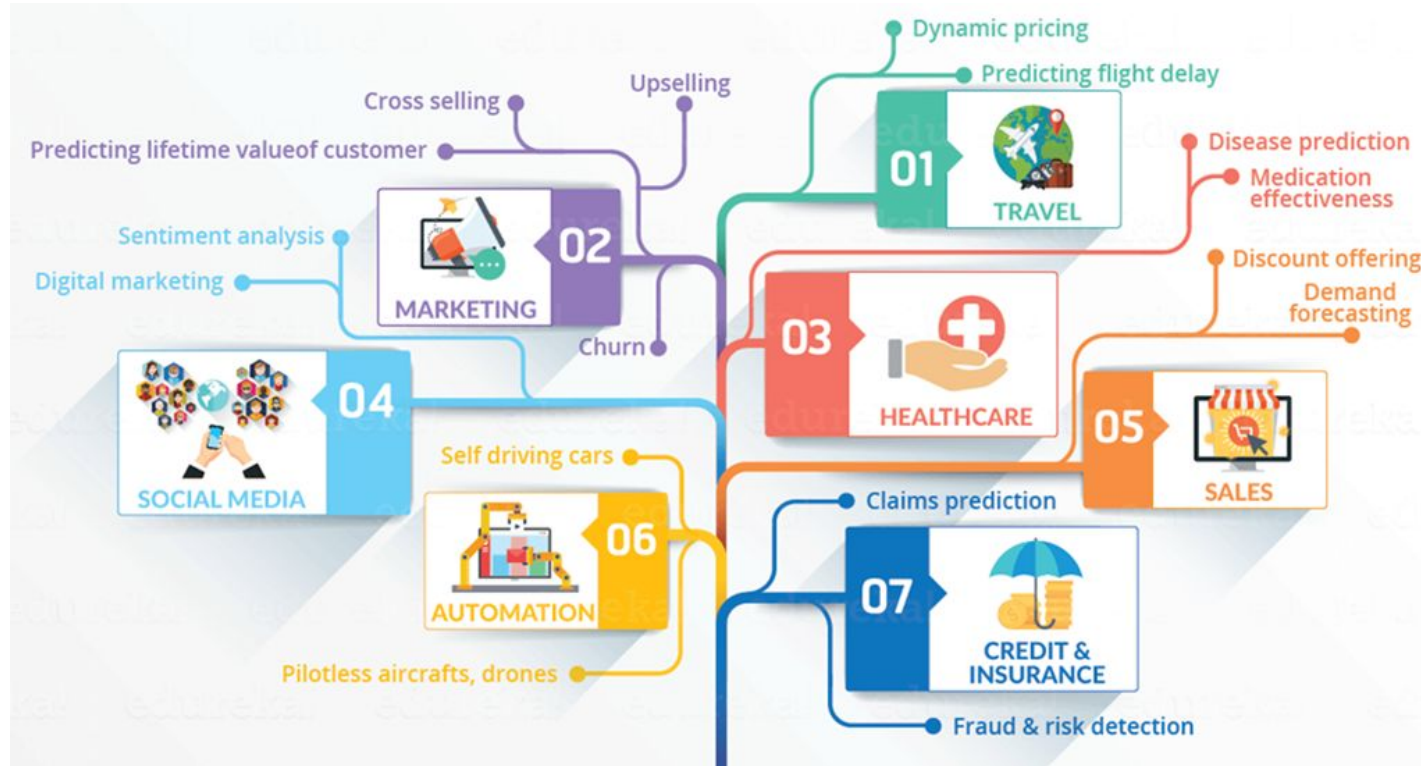 Dynamic pricing
Predicting flight delay
01
TRAVEL
Upselling
Cross selling
Predicting lifetime valueof customer
02
MARKETING
Churn
Disease prediction
Medication
effectiveness
03
HEALTHCARE
Sentiment analysis
Digital marketing
04
SOCIAL MEDIA
Discount offering
Demand
forecasting
05
SALES
Self driving cars
06
AUTOMATION
Pilotless aircrafts, drones
Claims prediction
07
CREDIT &
INSURANCE
Fraud & risk detection
edureka!